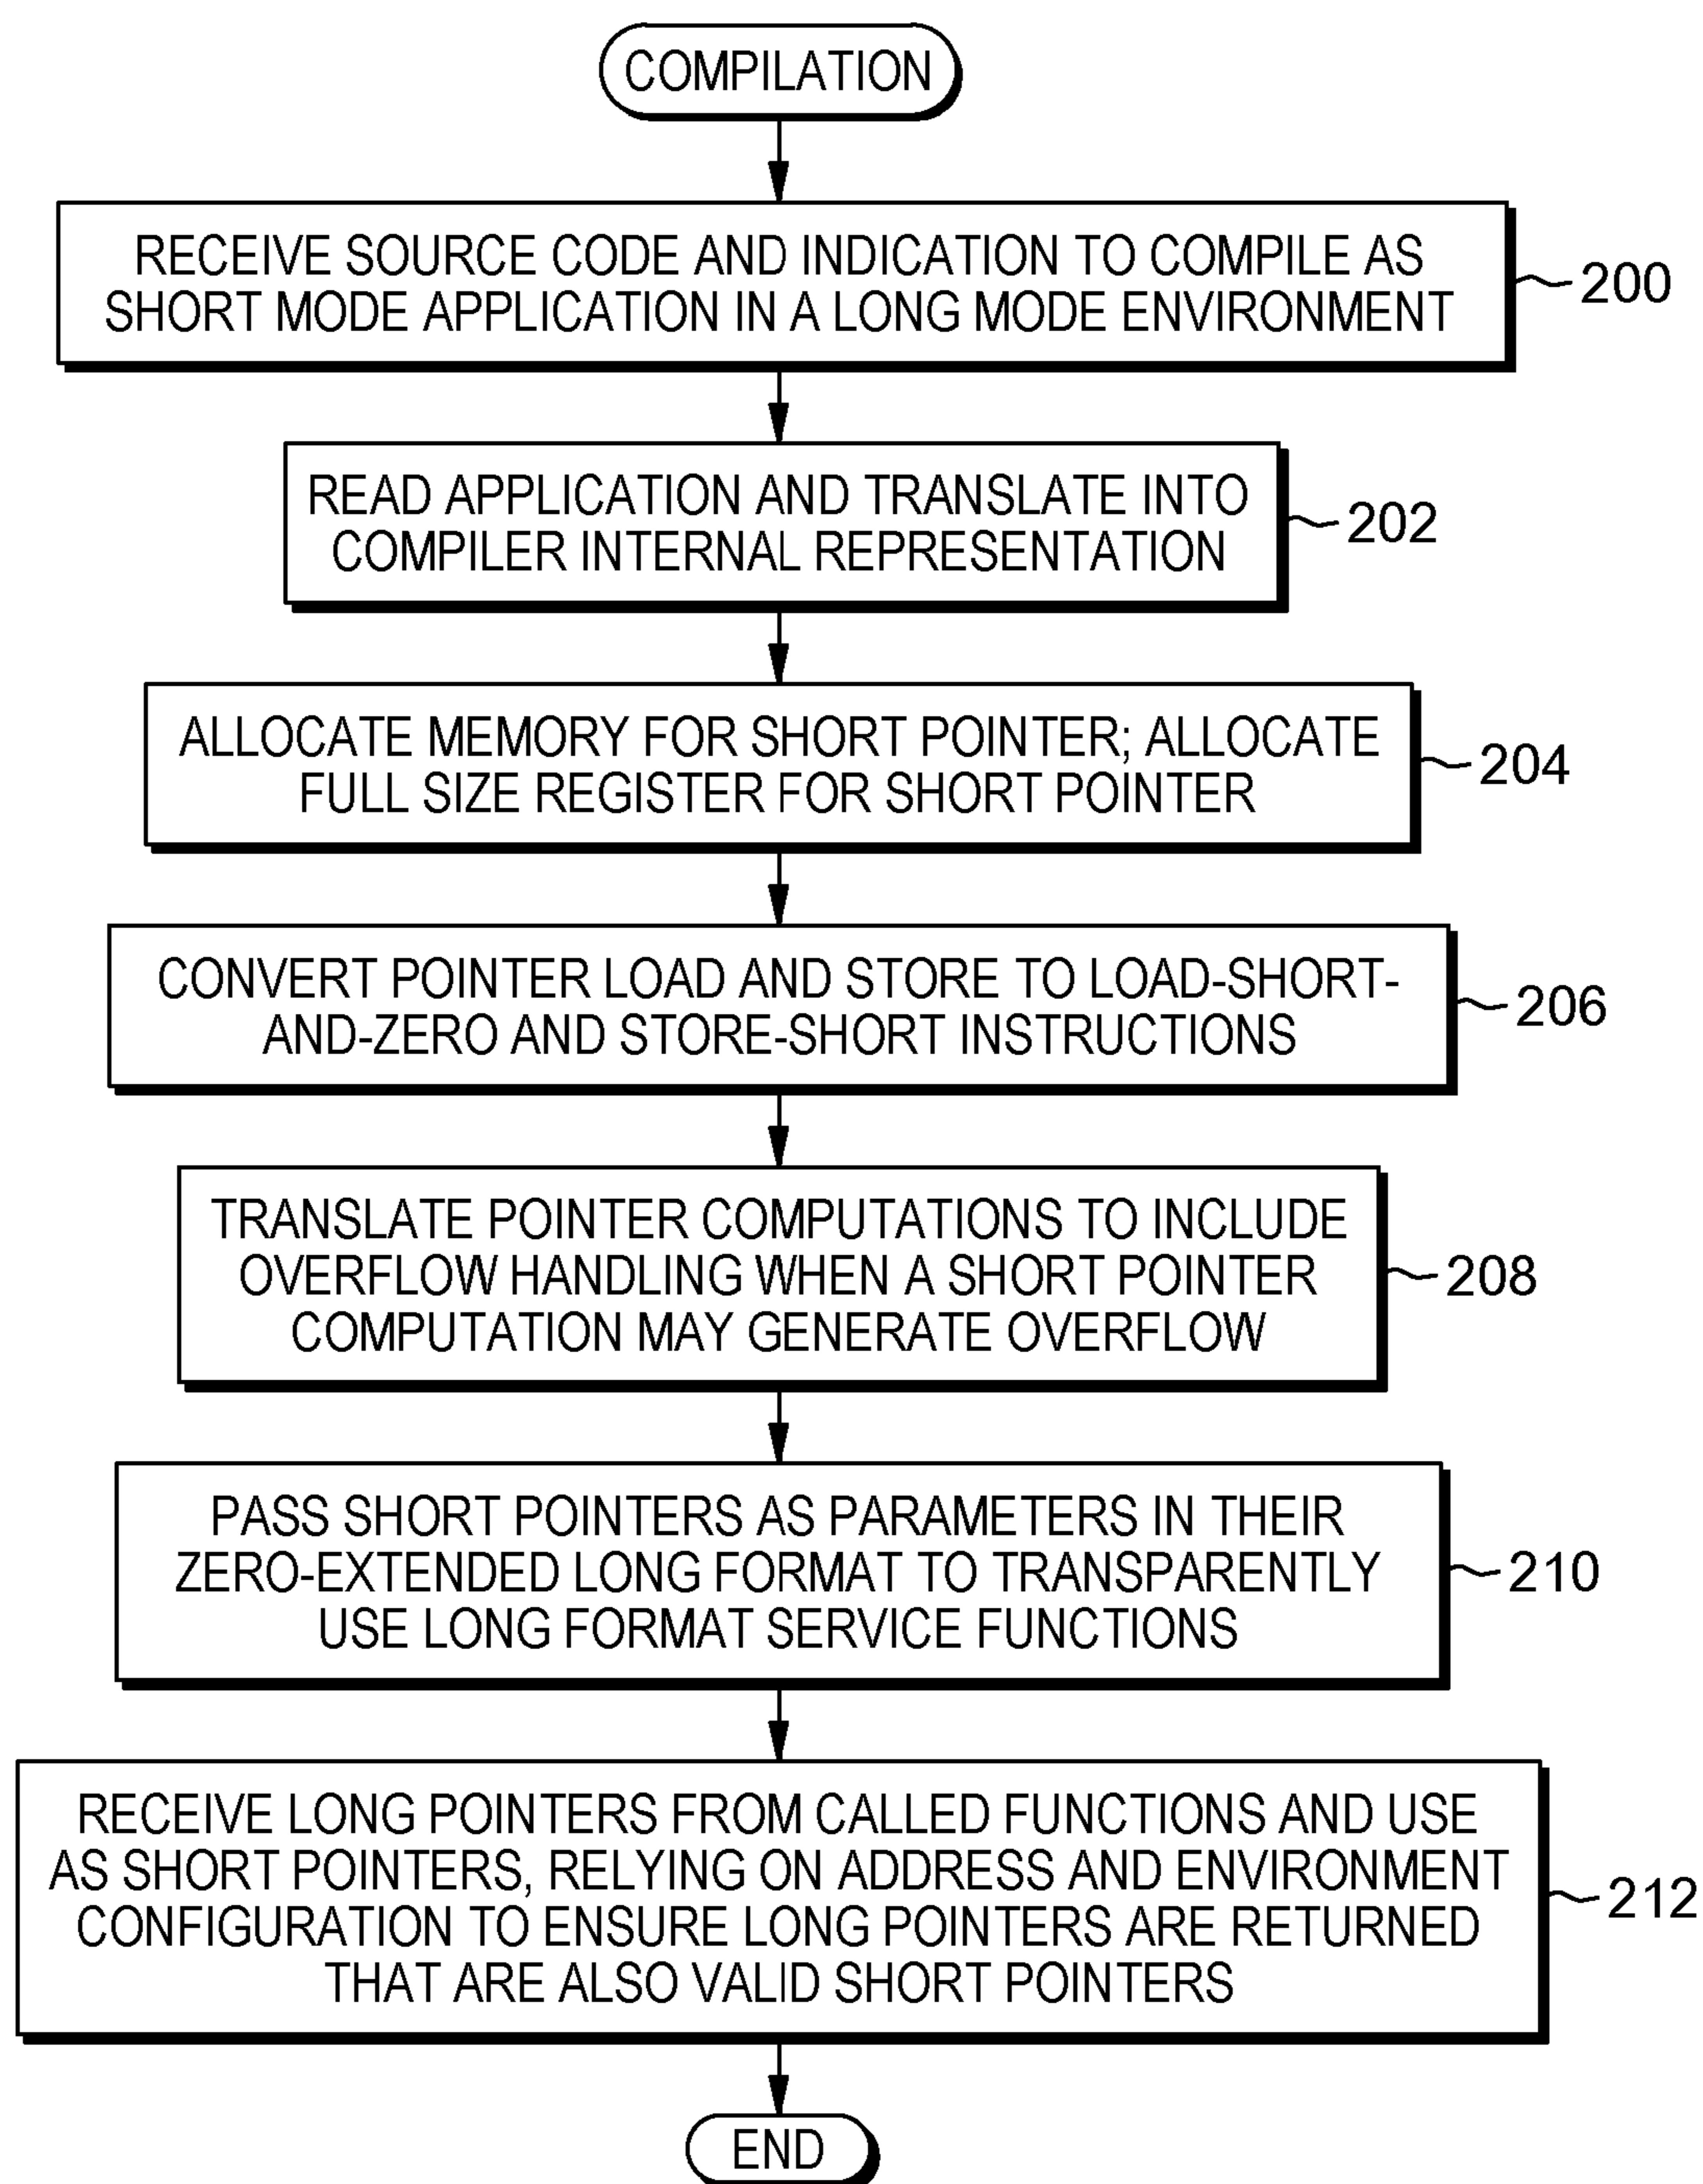 COMPILATION
RECEIVE SOURCE CODE AND INDICATION TO COMPILE AS
SHORT MODE APPLICATION IN A LONG MODE ENVIRONMENT
200
READ APPLICATION AND TRANSLATE INTO
COMPILER INTERNAL REPRESENTATION
202
ALLOCATE MEMORY FOR SHORT POINTER; ALLOCATE
FULL SIZE REGISTER FOR SHORT POINTER
204
CONVERT POINTER LOAD AND STORE TO LOAD-SHORT-
AND-ZERO AND STORE-SHORT INSTRUCTIONS
206
TRANSLATE POINTER COMPUTATIONS TO INCLUDE
OVERFLOW HANDLING WHEN A SHORT POINTER
COMPUTATION MAY GENERATE OVERFLOW
208
PASS SHORT POINTERS AS PARAMETERS IN THEIR
ZERO-EXTENDED LONG FORMAT TO TRANSPARENTLY
USE LONG FORMAT SERVICE FUNCTIONS
210
RECEIVE LONG POINTERS FROM CALLED FUNCTIONS AND USE
AS SHORT POINTERS, RELYING ON ADDRESS AND ENVIRONMENT
CONFIGURATION TO ENSURE LONG POINTERS ARE RETURNED
THAT ARE ALSO VALID SHORT POINTERS
212
END